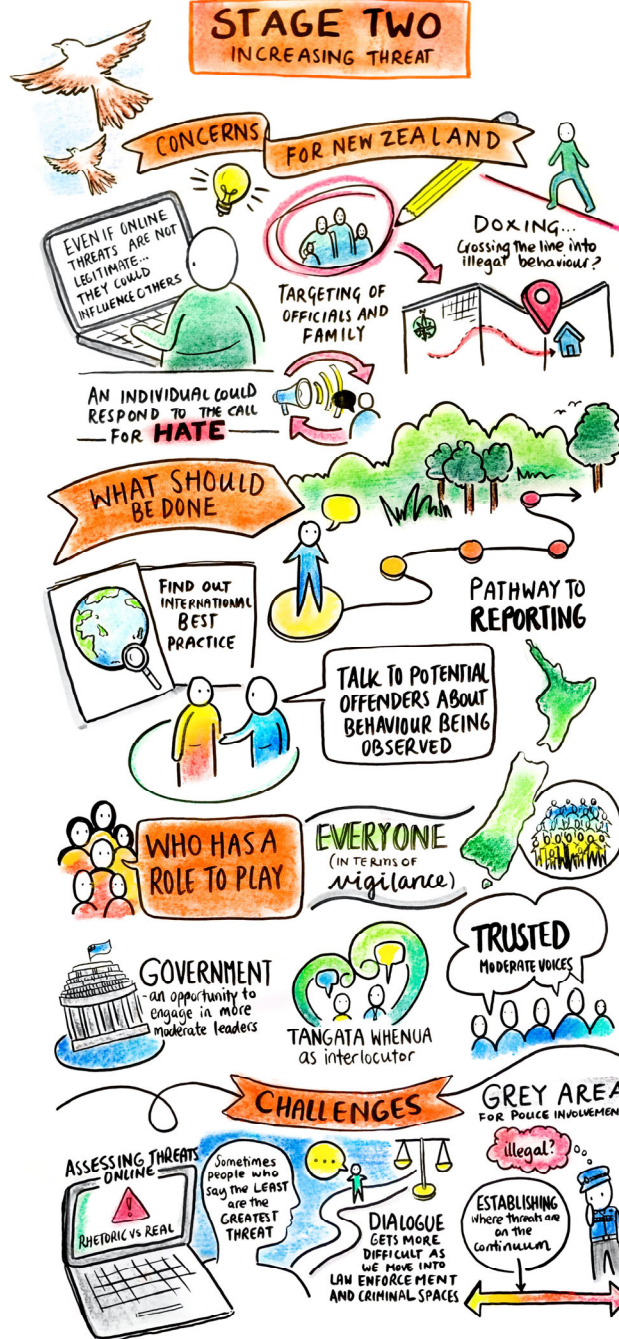 STAGE TWO
INCREASING THREAT
CONCERNS
FOR NEW ZEALAND
EVEN IF ONLINE
THREATS ARE NOT
LEGITIMATE...
THEY COULD
INFLUENCE OTHERS
TARGETING OF
OFFICIALS AND
FAMILY
DOXING...
Crossing the line into
illegal behaviour?
AN INDIVIDUAL COULD
RESPOND TO THE CALL
FOR HATE
WHAT SHOULD
BE DONE
FIND OUT
INTERNATIONAL
BEST
PRACTICE
PATHWAY TO
REPORTING
TALK TO POTENTIAL
OFFENDERS ABOUT
BEHAVIOUR BEING
OBSERVED
WHO HAS A
ROLE TO PLAY
EVERYONE
(IN TERMS OF
vigilance)
GOVERNMENT
-an opportunity to
engage in more
moderate leaders
TANGATA WHENUA
as interlocutor
TRUSTED
MODERATE VOICES
CHALLENGES
ASSESSING THREATS
ONLINE
RHETORIC VS REAL
Sometimes
people who
say the LEAST
are the
GREATEST
THREAT
DIALOGUE
GETS MORE
DIFFICULT AS
WE MOVE INTO
LAW ENFORCEMENT
AND CRIMINAL SPACES
GREY AREA
FOR POLICE INVOLVEMEN
illegal?
ESTABLISHING
where threats are
on the
continuum